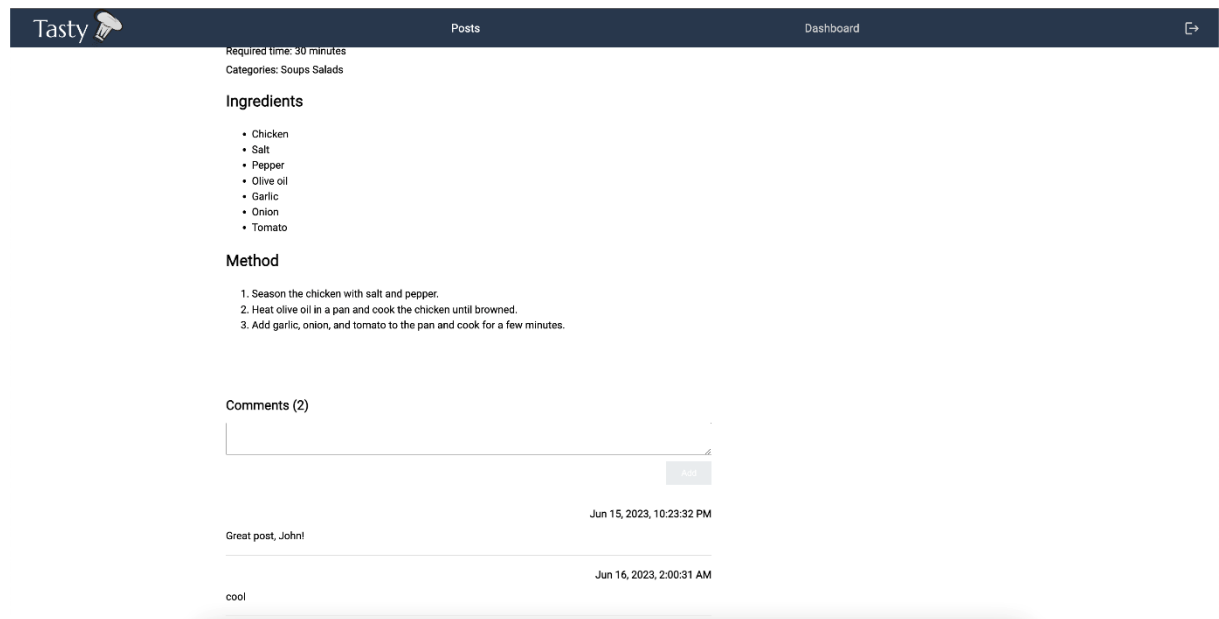 Tasty
Posts
Dashboard
Required time: 30 minutes
Categories: Soups Salads
Ingredients
• Chicken
• Salt
• Pepper
• Olive oil
• Garlic
• Onion
• Tomato
Method
1. Season the chicken with salt and pepper.
2. Heat olive oil in a pan and cook the chicken until browned.
3. Add garlic, onion, and tomato to the pan and cook for a few minutes.
Comments (2)
Add
Jun 15, 2023, 10:23:32 PM
Great post, John!
Jun 16, 2023, 2:00:31 AM
cool